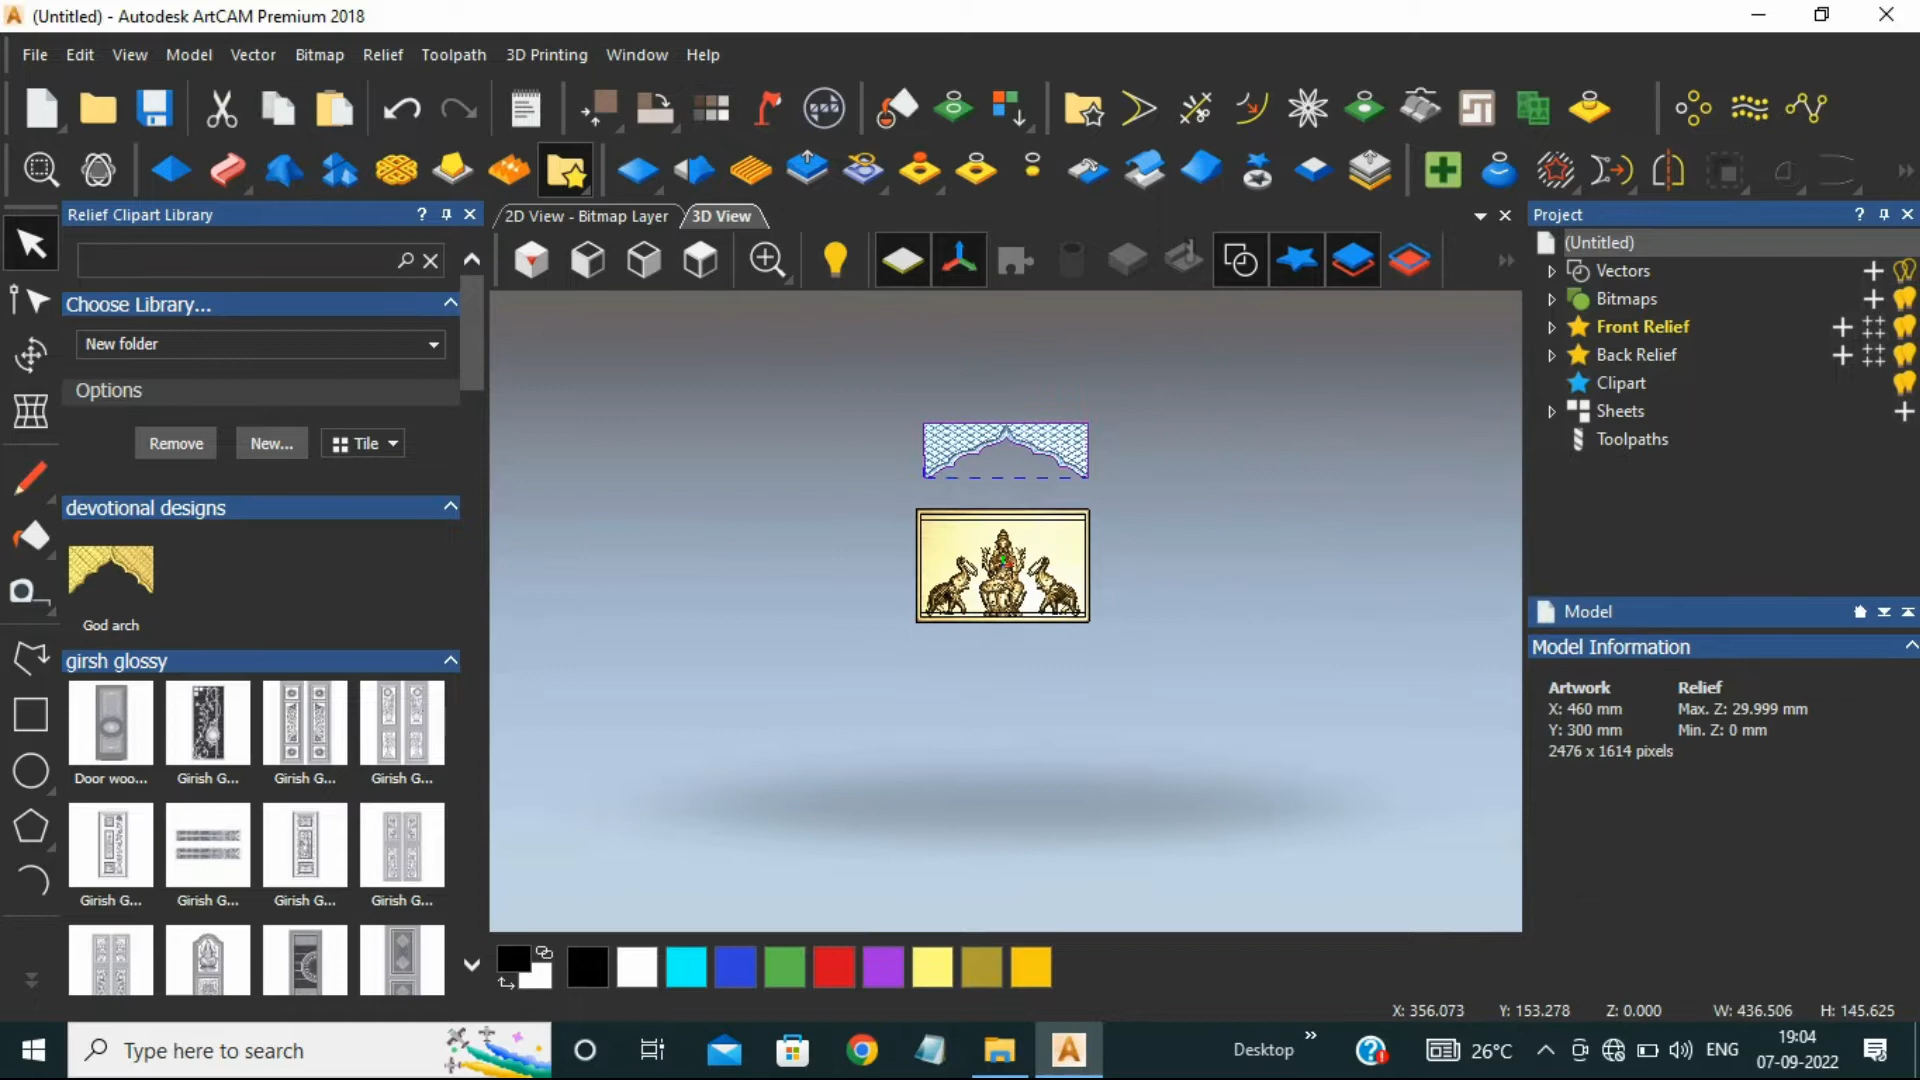 (Untitled) - Autodesk ArtCAM Premium 2018
File Edit View Model Vector Bitmap Relief Toolpath 3D Printing Window Help
Relief Clipart Library
Choose Library...
New folder
Options
Remove New... Tile
devotional designs
God arch
girsh glossy
Door woo... Girish G... Girish G... Girish G...
Girish G... Girish G... Girish G... Girish G...
2D View - Bitmap Layer 3D View
Project
(Untitled)
Vectors
Bitmaps
Front Relief
Back Relief
Clipart
Sheets
Toolpaths
Model
Model Information
Artwork Relief
X: 460 mm Max. Z: 29.999 mm
Y: 300 mm Min. Z: 0 mm
2476 x 1614 pixels
X: 356.073 Y: 153.278 Z: 0.000 W: 436.506 H: 145.625
Type here to search
Desktop
26°C
ENG
19:04
07-09-2022